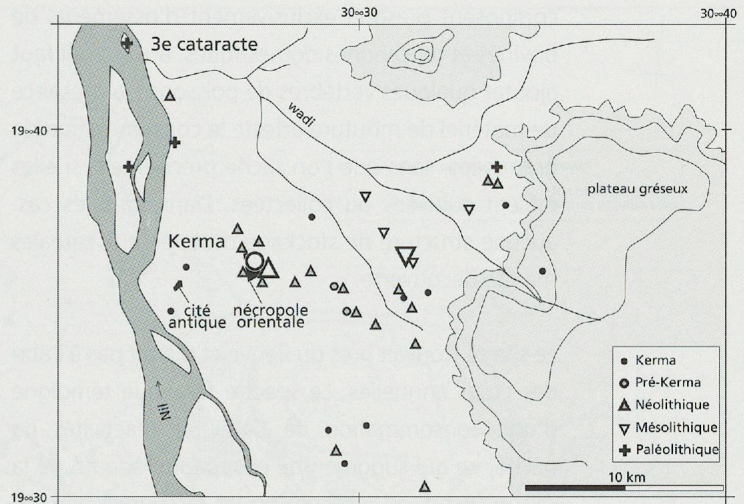 30°°30
30°°40
3e cataracte
wadi
19°°40
plateau gréseux
Kerma
cité
antique
nécropole
orientale
Nil
Kerma
Pré-Kerma
Néolithique
Mésolithique
Paléolithique
10 km
19°°30